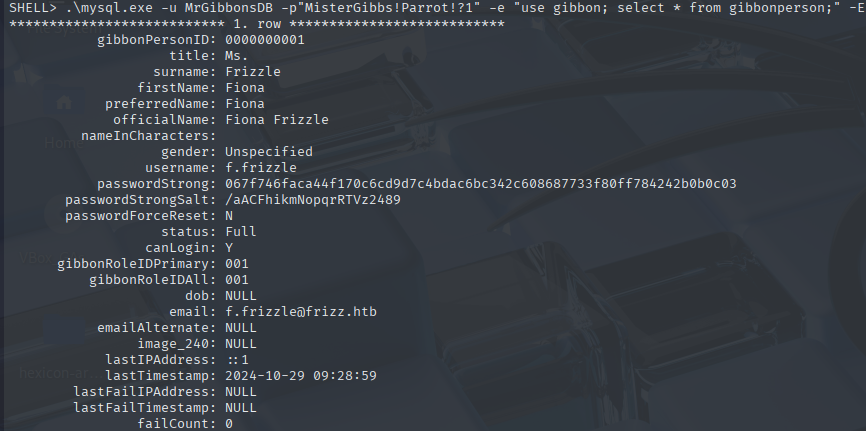 SHELL> .\mysql.exe -u MrGibbonsDB -p"MisterGibbs!Parrot!?1" -e "use gibbon; select * from gibbonperson;" -E
*************************** 1. row ***************************
gibbonPersonID: 0000000001
title: Ms.
surname: Frizzle
firstName: Fiona
preferredName: Fiona
officialName: Fiona Frizzle
nameInCharacters:
gender: Unspecified
username: f.frizzle
passwordStrong: 067f746faca44f170c6cd9d7c4bdac6bc342c608687733f80ff784242b0b0c03
passwordStrongSalt: /aACFhikmNopqrRTVz2489
passwordForceReset: N
status: Full
canLogin: Y
gibbonRoleIDPrimary: 001
gibbonRoleIDAll: 001
dob: NULL
email: f.frizzle@frizz.htb
emailAlternate: NULL
image_240: NULL
lastIPAddress: ::1
lastTimestamp: 2024-10-29 09:28:59
lastFailIPAddress: NULL
lastFailTimestamp: NULL
failCount: 0